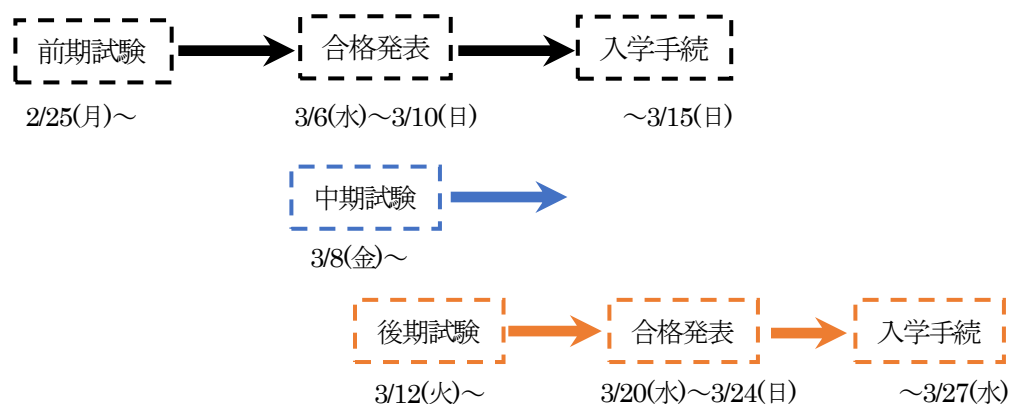 前期試験 合格発表 入学手続
2/25(月)～ 3/6(水)～3/10(日) ～3/15(日)
中期試験
3/8(金)～
後期試験 合格発表 入学手続
3/12(火)～ 3/20(水)～3/24(日) ～3/27(水)